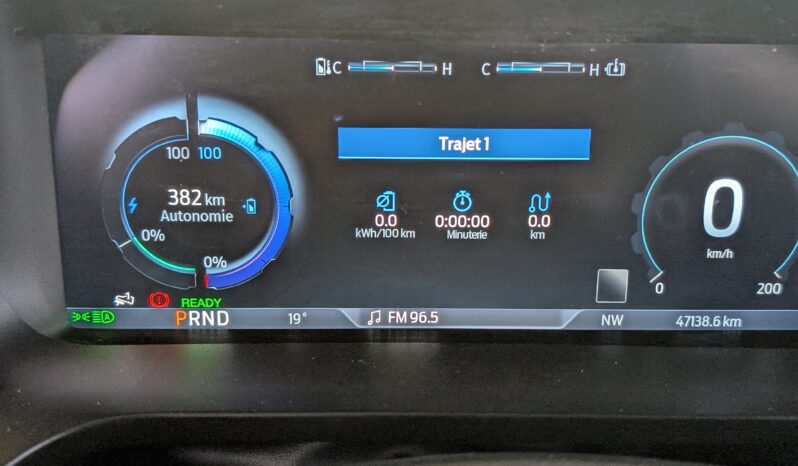 C H
C H
Trajet 1
100 100
382 km
Autonomie
0%
0%
0.0
kWh/100 km
0:00:00
Minuterie
0.0
km
0
km/h
0
200
READY
A
PRND
19°
FM 96.5
NW
47138.6 km